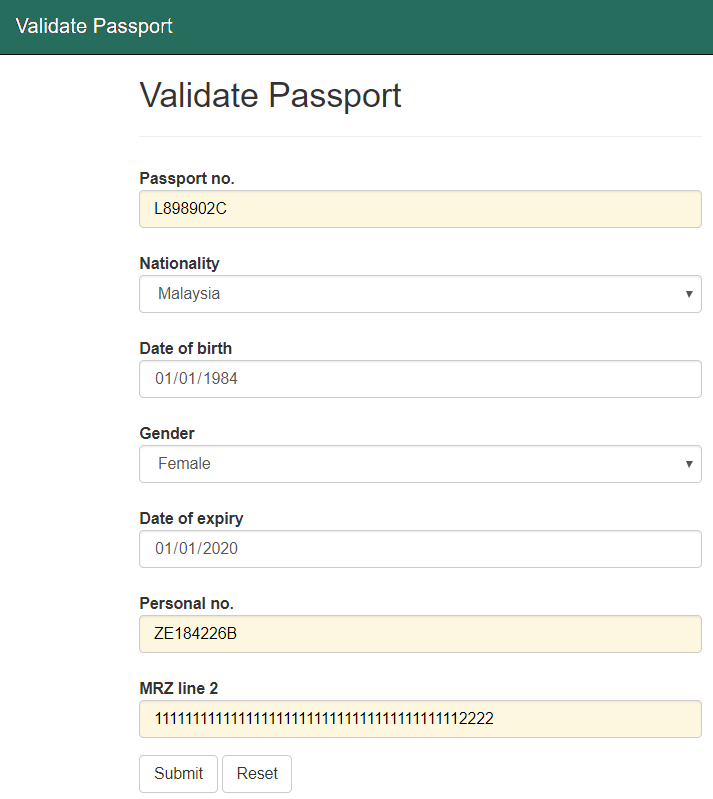 Validate Passport
Validate Passport
Passport no.
L898902C
Nationality
Malaysia
Date of birth
01/01/1984
Gender
Female
Date of expiry
01/01/2020
Personal no.
ZE184226B
MRZ line 2
11111111111111111111111111111111111111112222
Submit Reset